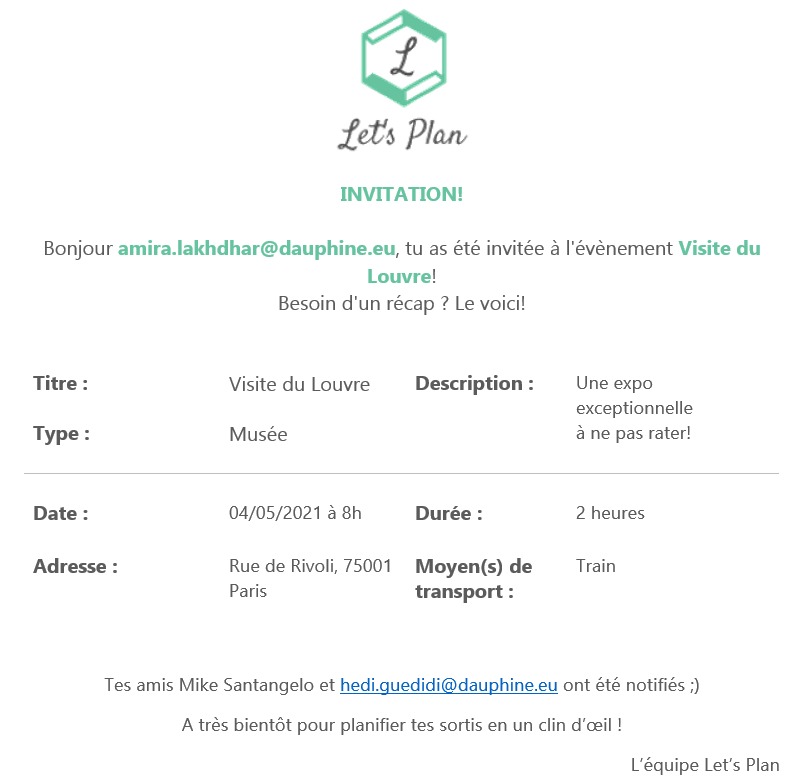 L
Let's Plan
INVITATION!
Bonjour amira.lakhdhar@dauphine.eu, tu as été invitée à l'évènement Visite du
Louvre!
Besoin d'un récap ? Le voici!
Titre :
Visite du Louvre
Description :
Une expo
exceptionnelle
à ne pas rater!
Type :
Musée
Date :
04/05/2021 à 8h
Durée :
2 heures
Adresse :
Rue de Rivoli, 75001
Paris
Moyen(s) de
transport :
Train
Tes amis Mike Santangelo et hedi.guedidi@dauphine.eu ont été notifiés ;)
A très bientôt pour planifier tes sortis en un clin d’œil !
L’équipe Let’s Plan